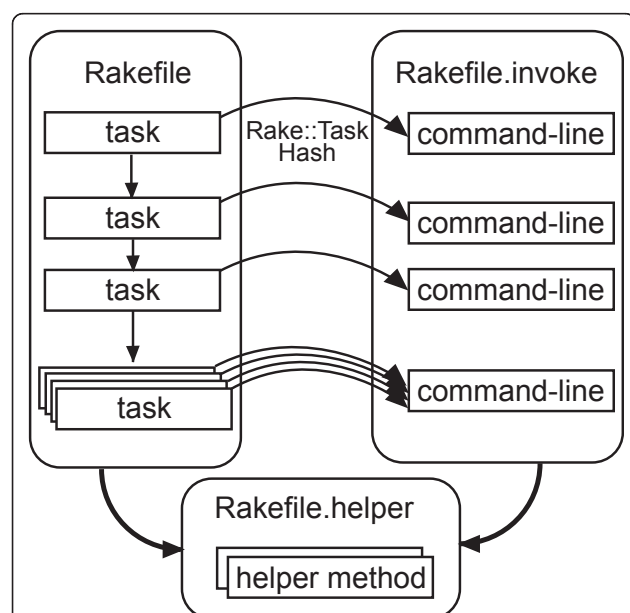 Rakefile
Rakefile.invoke
task
Rake::Task
Hash
command-line
task
command-line
task
command-line
task
command-line
Rakefile.helper
helper method